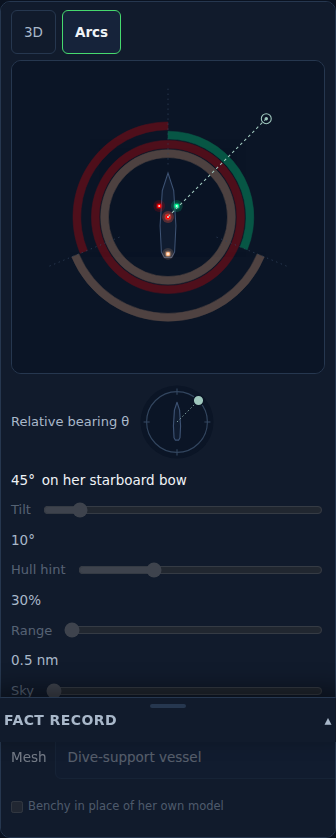 3D Arcs
Relative bearing θ
45° on her starboard bow
Tilt
10°
Hull hint
30%
Range
0.5 nm
Sky
FACT RECORD ▲
Mesh Dive-support vessel
Benchy in place of her own model